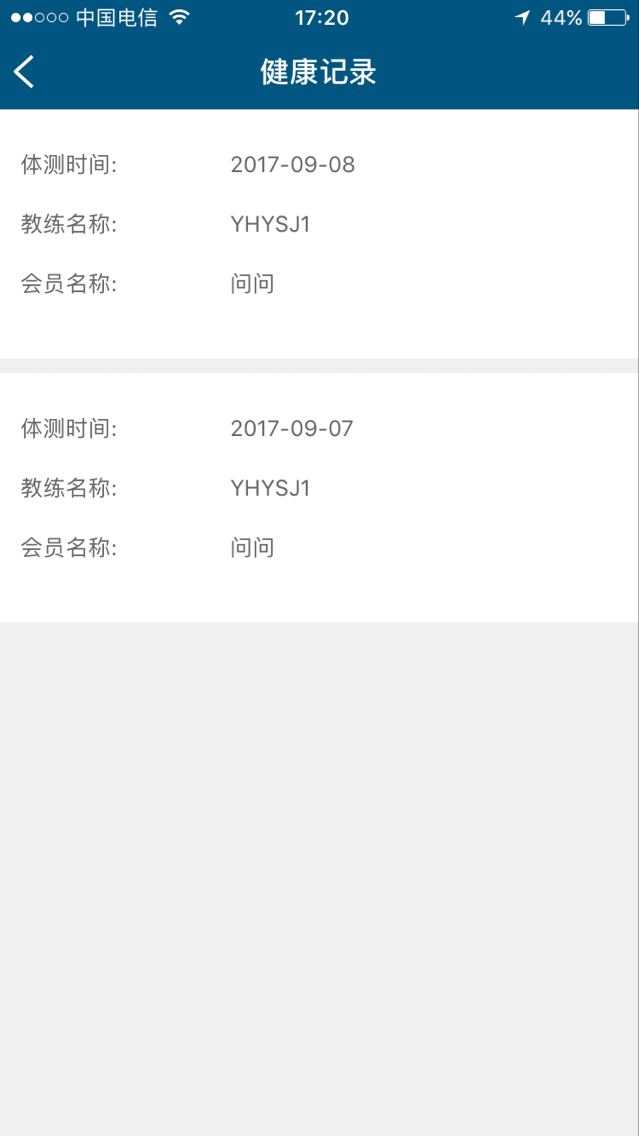 中国电信 17:20 44%
健康记录
体测时间: 2017-09-08
教练名称: YHYSJ1
会员名称: 问问
体测时间: 2017-09-07
教练名称: YHYSJ1
会员名称: 问问